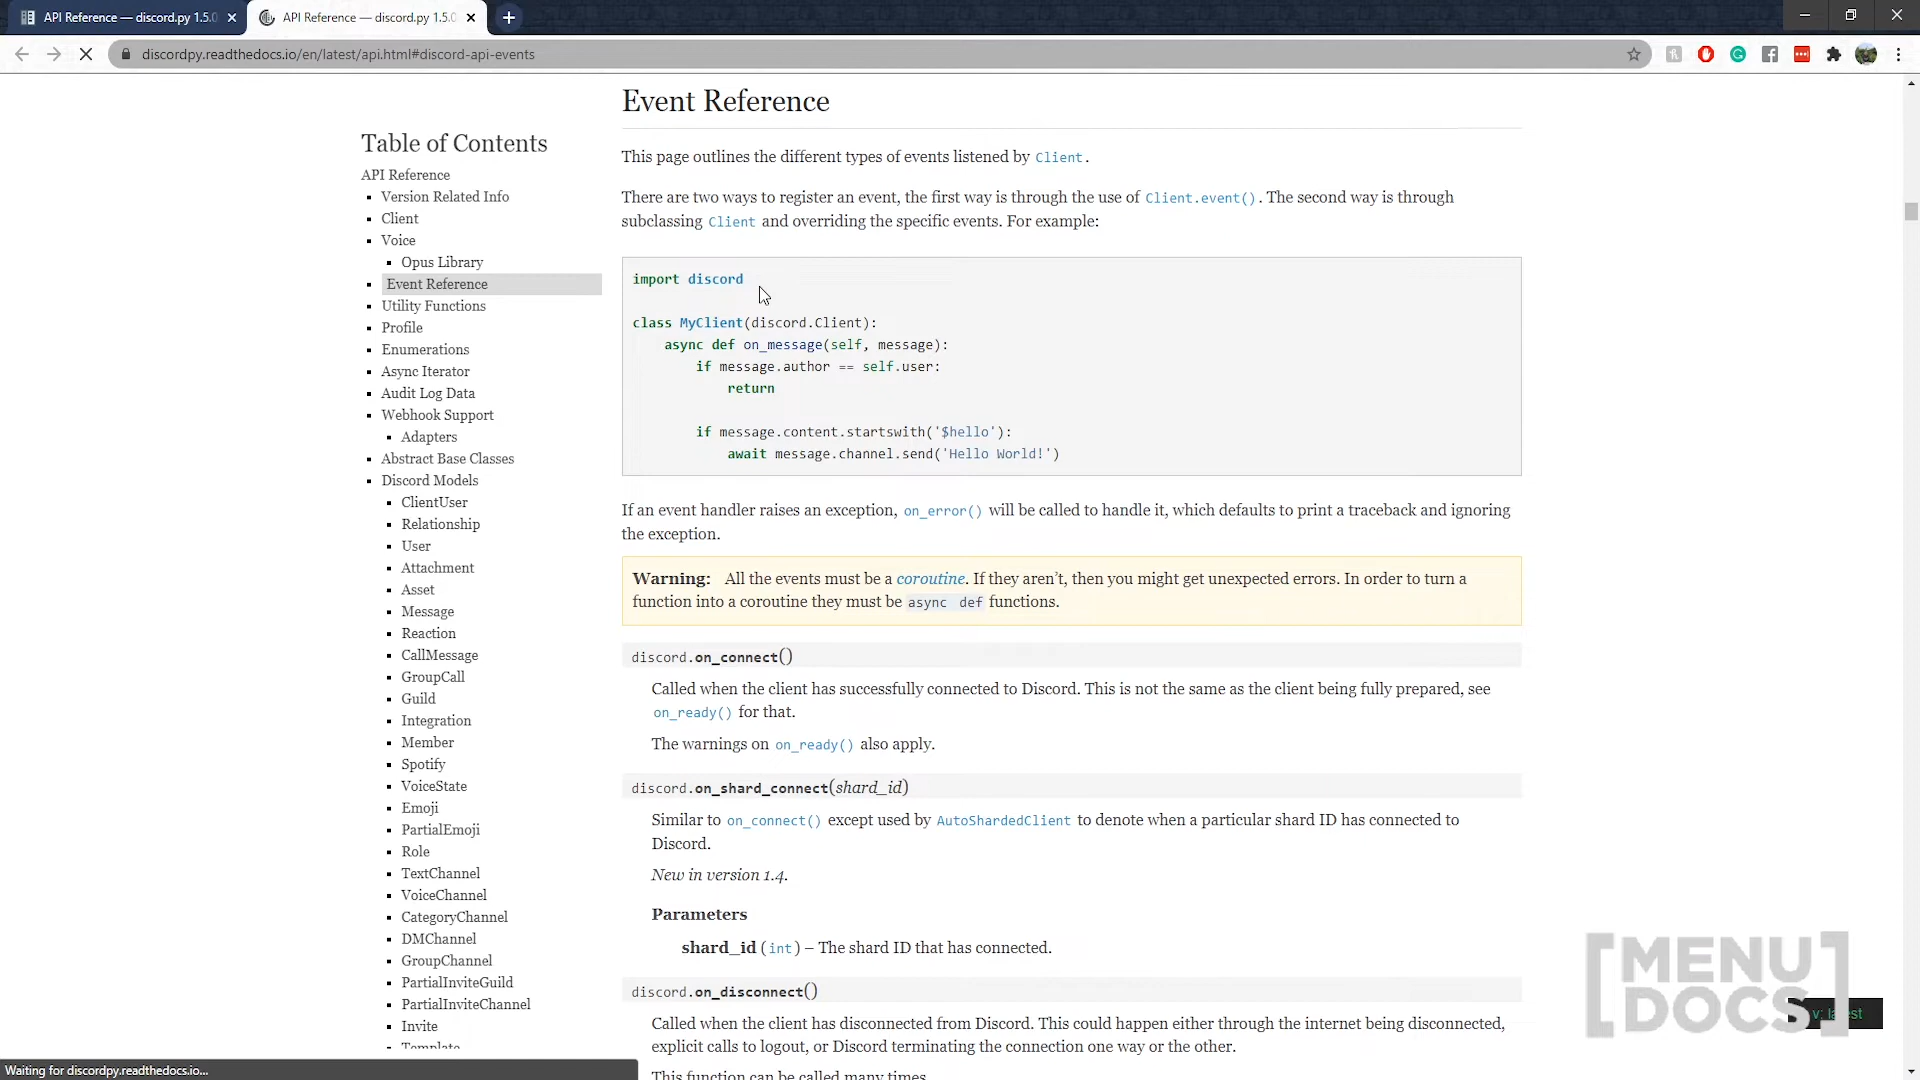 API Reference — discord.py 1.5.0
API Reference — discord.py 1.5.0
discordpy.readthedocs.io/en/latest/api.html#discord-api-events
Table of Contents
API Reference
Version Related Info
Client
Voice
Opus Library
Event Reference
Utility Functions
Profile
Enumerations
Async Iterator
Audit Log Data
Webhook Support
Adapters
Abstract Base Classes
Discord Models
ClientUser
Relationship
User
Attachment
Asset
Message
Reaction
CallMessage
GroupCall
Guild
Integration
Member
Spotify
VoiceState
Emoji
PartialEmoji
Role
TextChannel
VoiceChannel
CategoryChannel
DMChannel
GroupChannel
PartialInviteGuild
PartialInviteChannel
Invite
Template
Event Reference
This page outlines the different types of events listened by Client.
There are two ways to register an event, the first way is through the use of Client.event(). The second way is through
subclassing Client and overriding the specific events. For example:
import discord
class MyClient(discord.Client):
    async def on_message(self, message):
        if message.author == self.user:
            return
        if message.content.startswith('$hello'):
            await message.channel.send('Hello World!')
If an event handler raises an exception, on_error() will be called to handle it, which defaults to print a traceback and ignoring
the exception.
Warning: All the events must be a coroutine. If they aren’t, then you might get unexpected errors. In order to turn a
function into a coroutine they must be async def functions.
discord.on_connect()
Called when the client has successfully connected to Discord. This is not the same as the client being fully prepared, see
on_ready() for that.
The warnings on on_ready() also apply.
discord.on_shard_connect(shard_id)
Similar to on_connect() except used by AutoShardedClient to denote when a particular shard ID has connected to
Discord.
New in version 1.4.
Parameters
shard_id (int) – The shard ID that has connected.
discord.on_disconnect()
Called when the client has disconnected from Discord. This could happen either through the internet being disconnected,
explicit calls to logout, or Discord terminating the connection one way or the other.
This function can be called many times.
[MENU
DOCS]
v: latest
Waiting for discordpy.readthedocs.io...